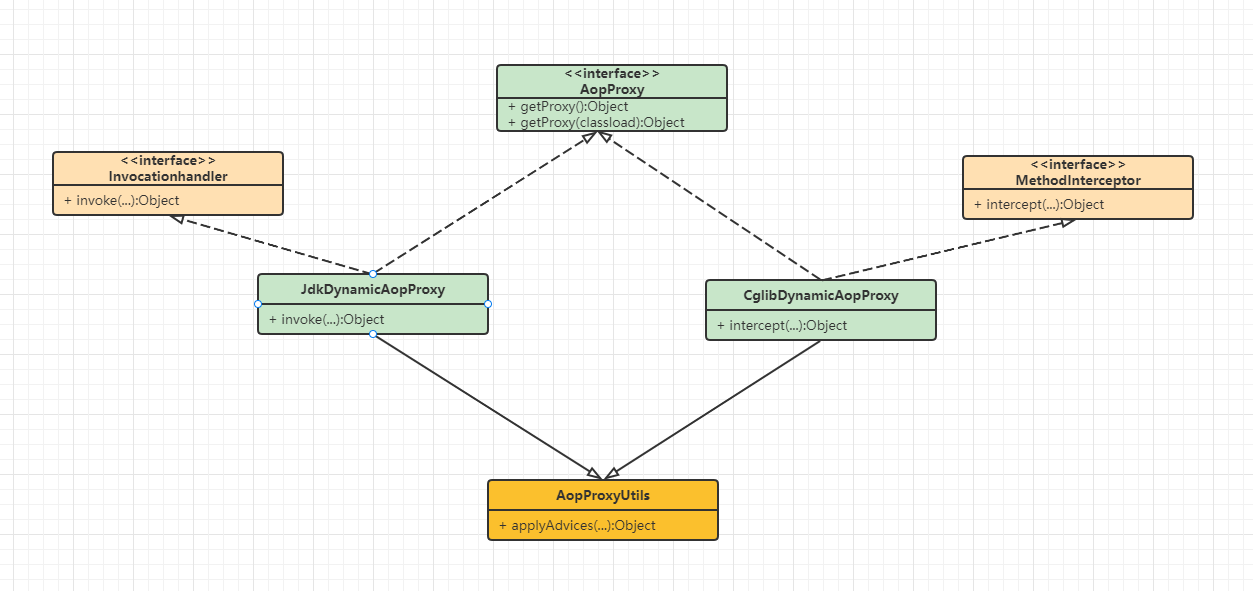 <<interface>>
AopProxy
+ getProxy():Object
+ getProxy(classload):Object
<<interface>>
Invocationhandler
+ invoke(...):Object
<<interface>>
MethodInterceptor
+ intercept(...):Object
JdkDynamicAopProxy
+ invoke(...):Object
CglibDynamicAopProxy
+ intercept(...):Object
AopProxyUtils
+ applyAdvices(...):Object